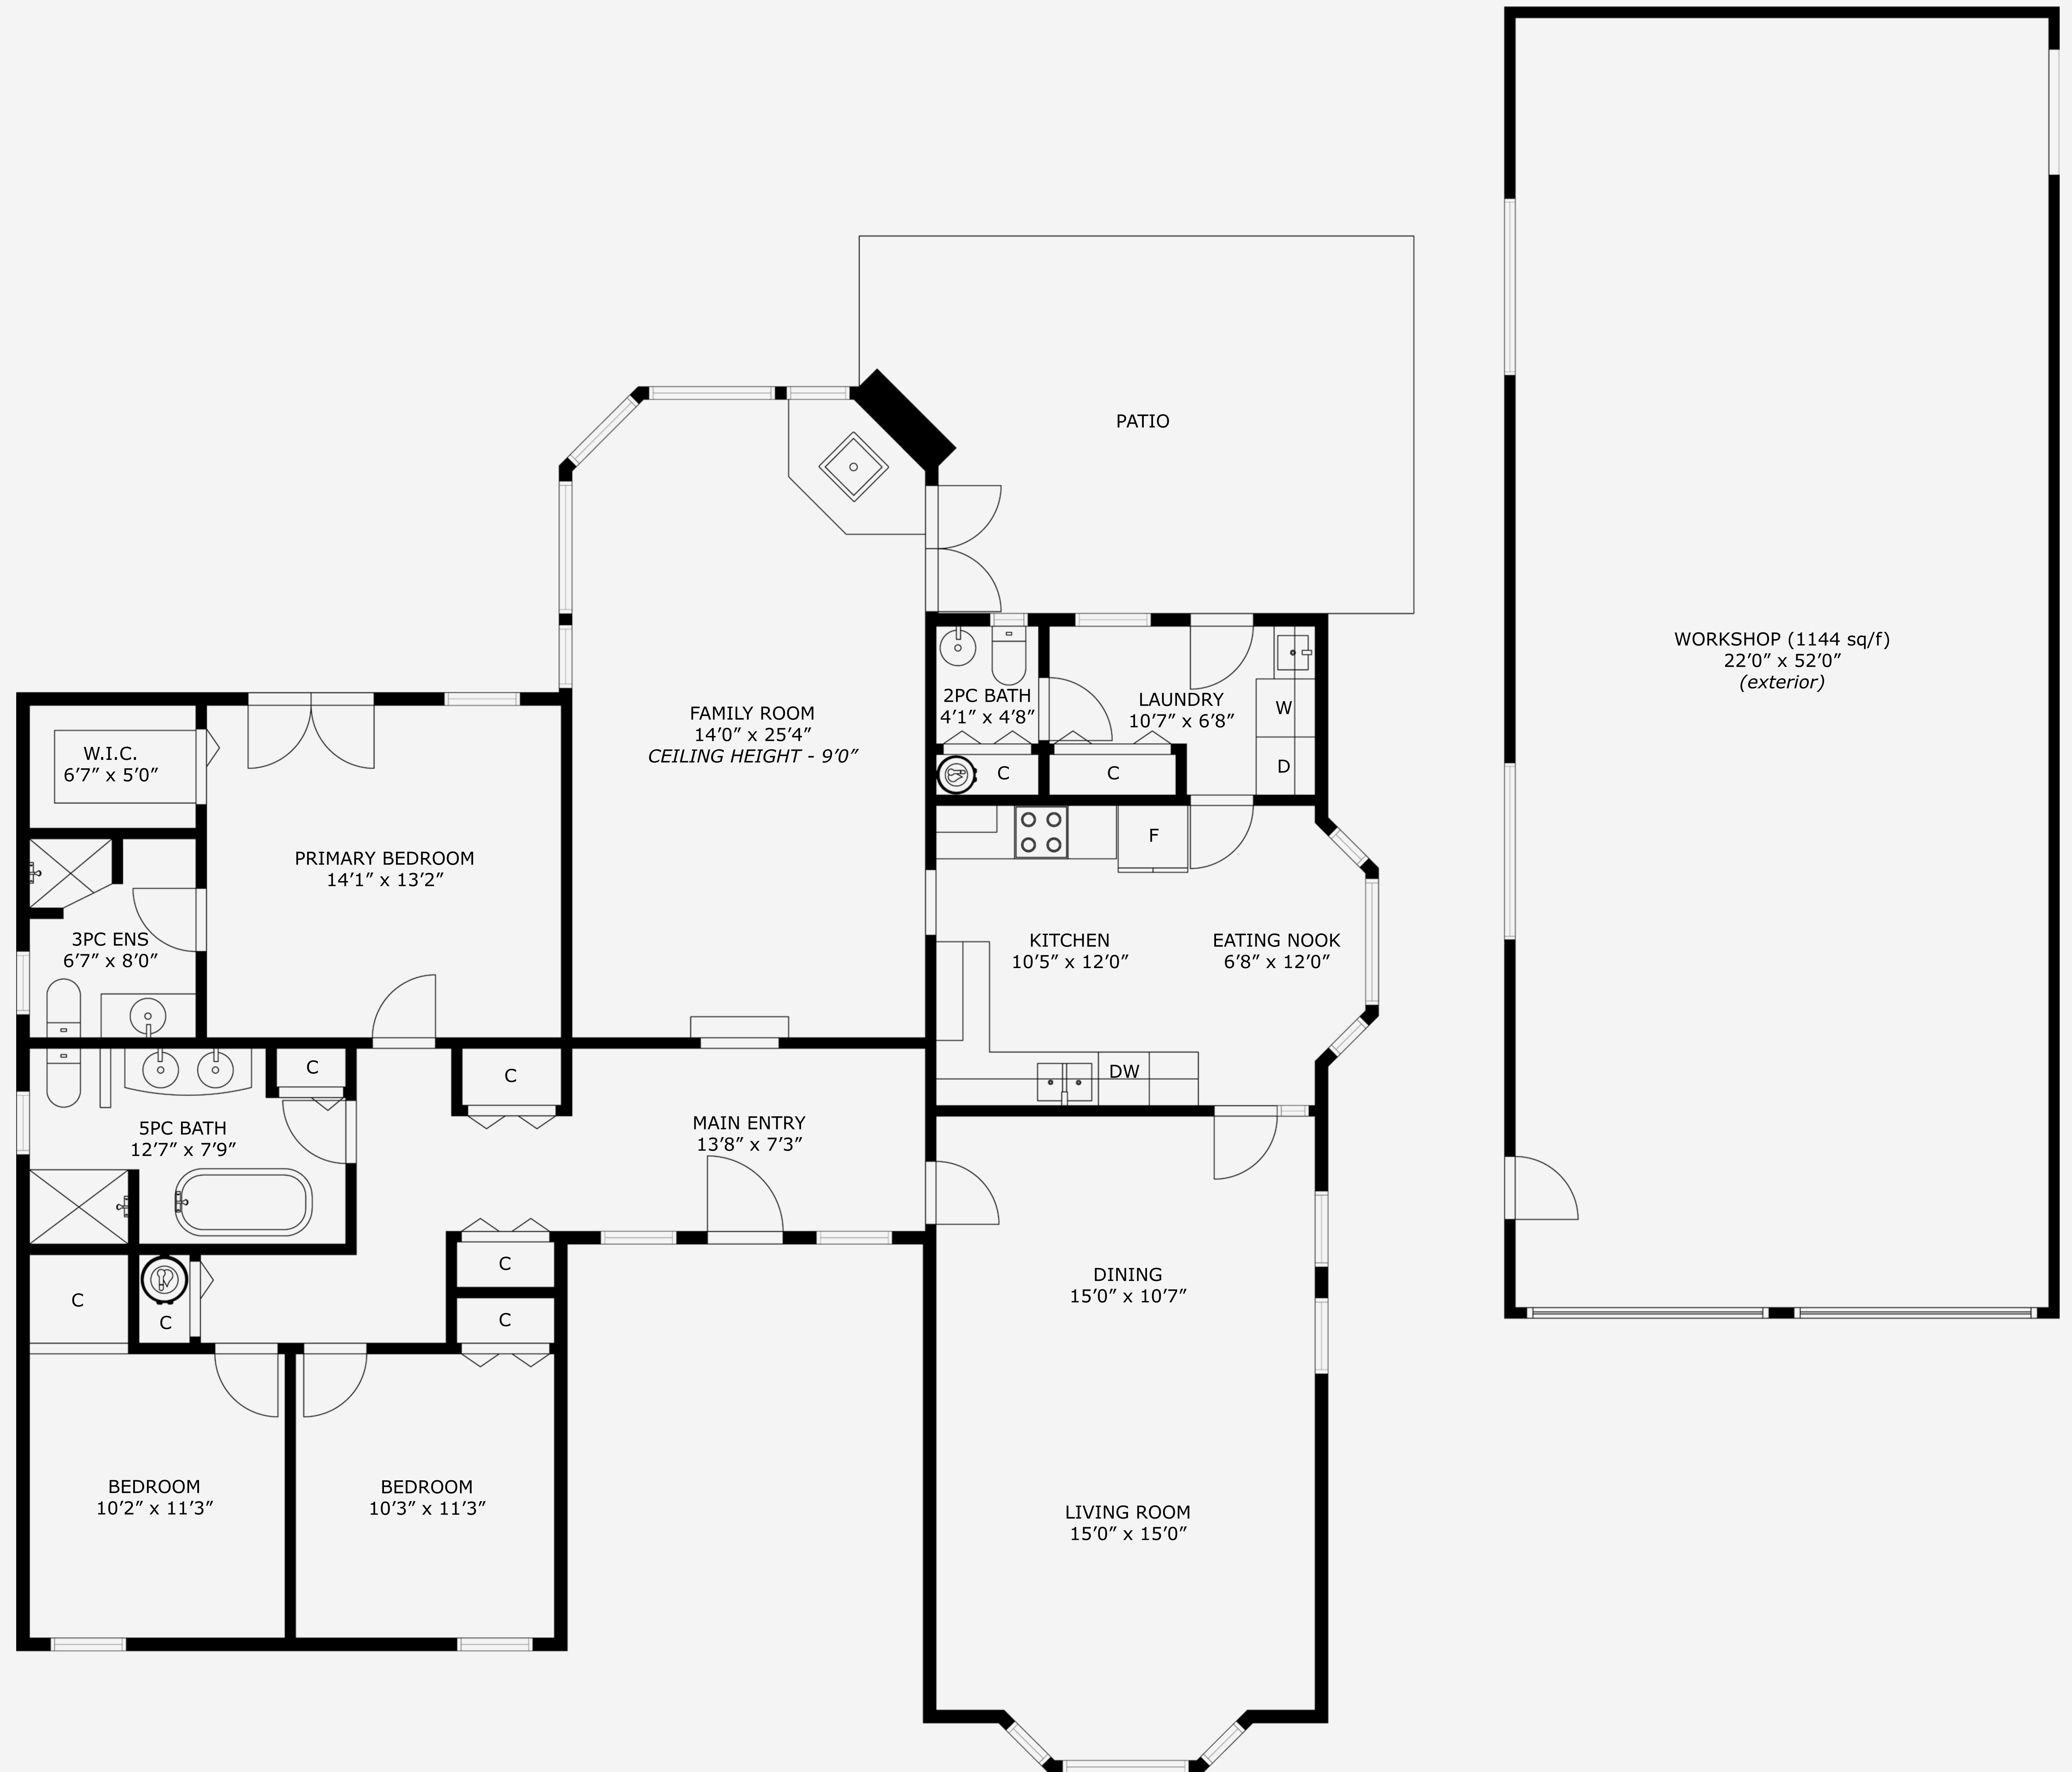 PATIO
WORKSHOP (1144 sq/f)
22’0” x 52’0”
(exterior)
2PC BATH
4’1” x 4’8”
LAUNDRY
10’7” x 6’8”
W
D
C
C
FAMILY ROOM
14’0” x 25’4”
CEILING HEIGHT - 9’0”
W.I.C.
6’7” x 5’0”
PRIMARY BEDROOM
14’1” x 13’2”
F
3PC ENS
6’7” x 8’0”
KITCHEN
10’5” x 12’0”
EATING NOOK
6’8” x 12’0”
C
C
DW
5PC BATH
12’7” x 7’9”
MAIN ENTRY
13’8” x 7’3”
C
C
C
C
DINING
15’0” x 10’7”
BEDROOM
10’2” x 11’3”
BEDROOM
10’3” x 11’3”
LIVING ROOM
15’0” x 15’0”